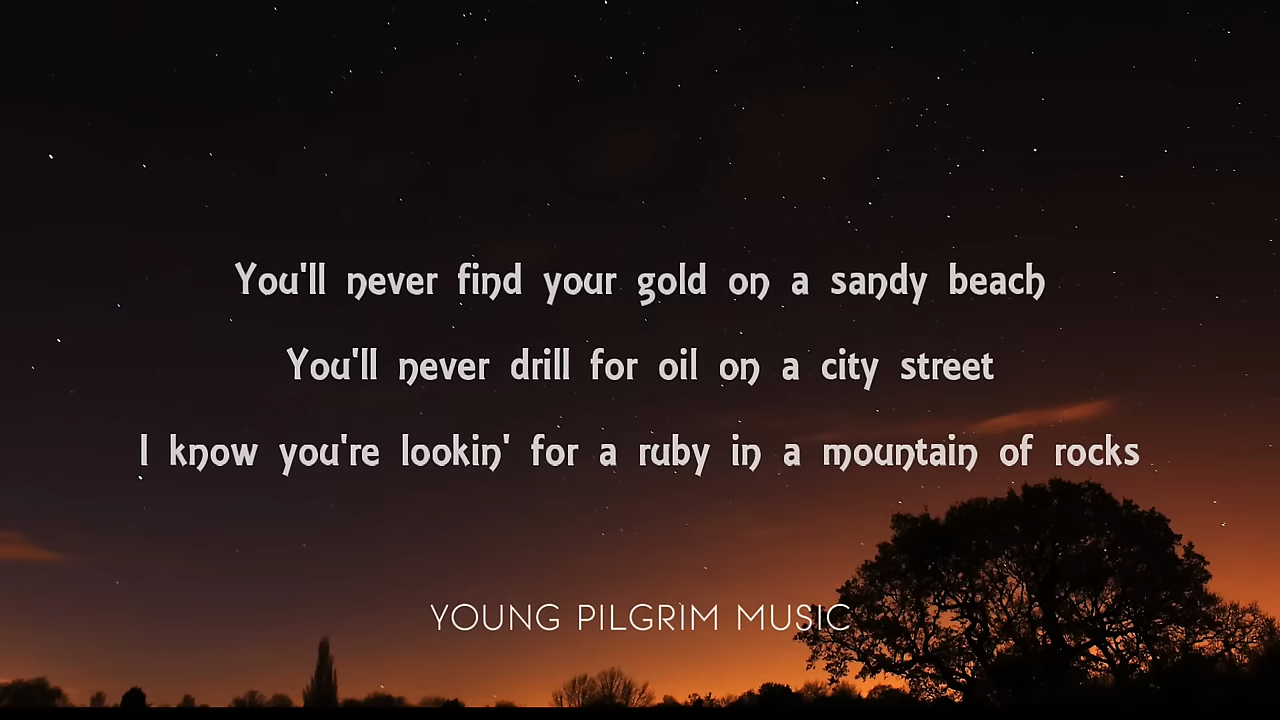 You'll never find your gold on a sandy beach
You'll never drill for oil on a city street
I know you're lookin' for a ruby in a mountain of rocks
YOUNG PILGRIM MUSIC